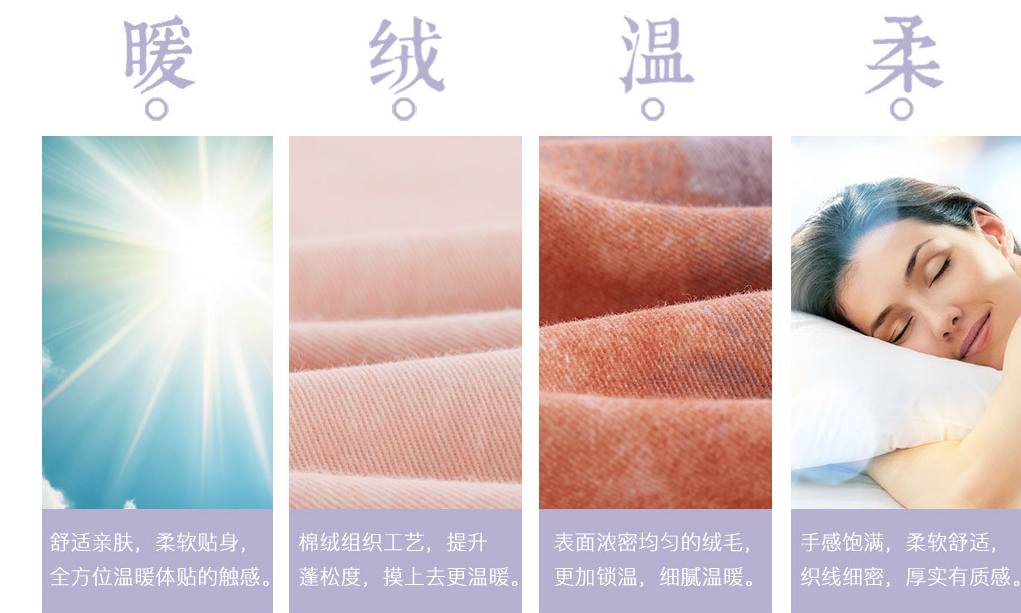 暖
绒
温
柔
舒适亲肤，柔软贴身，
全方位温暖体贴的触感。
棉绒组织工艺，提升
蓬松度，摸上去更温暖。
表面浓密均匀的绒毛，
更加锁温，细腻温暖。
手感饱满，柔软舒适，
织线细密，厚实有质感。